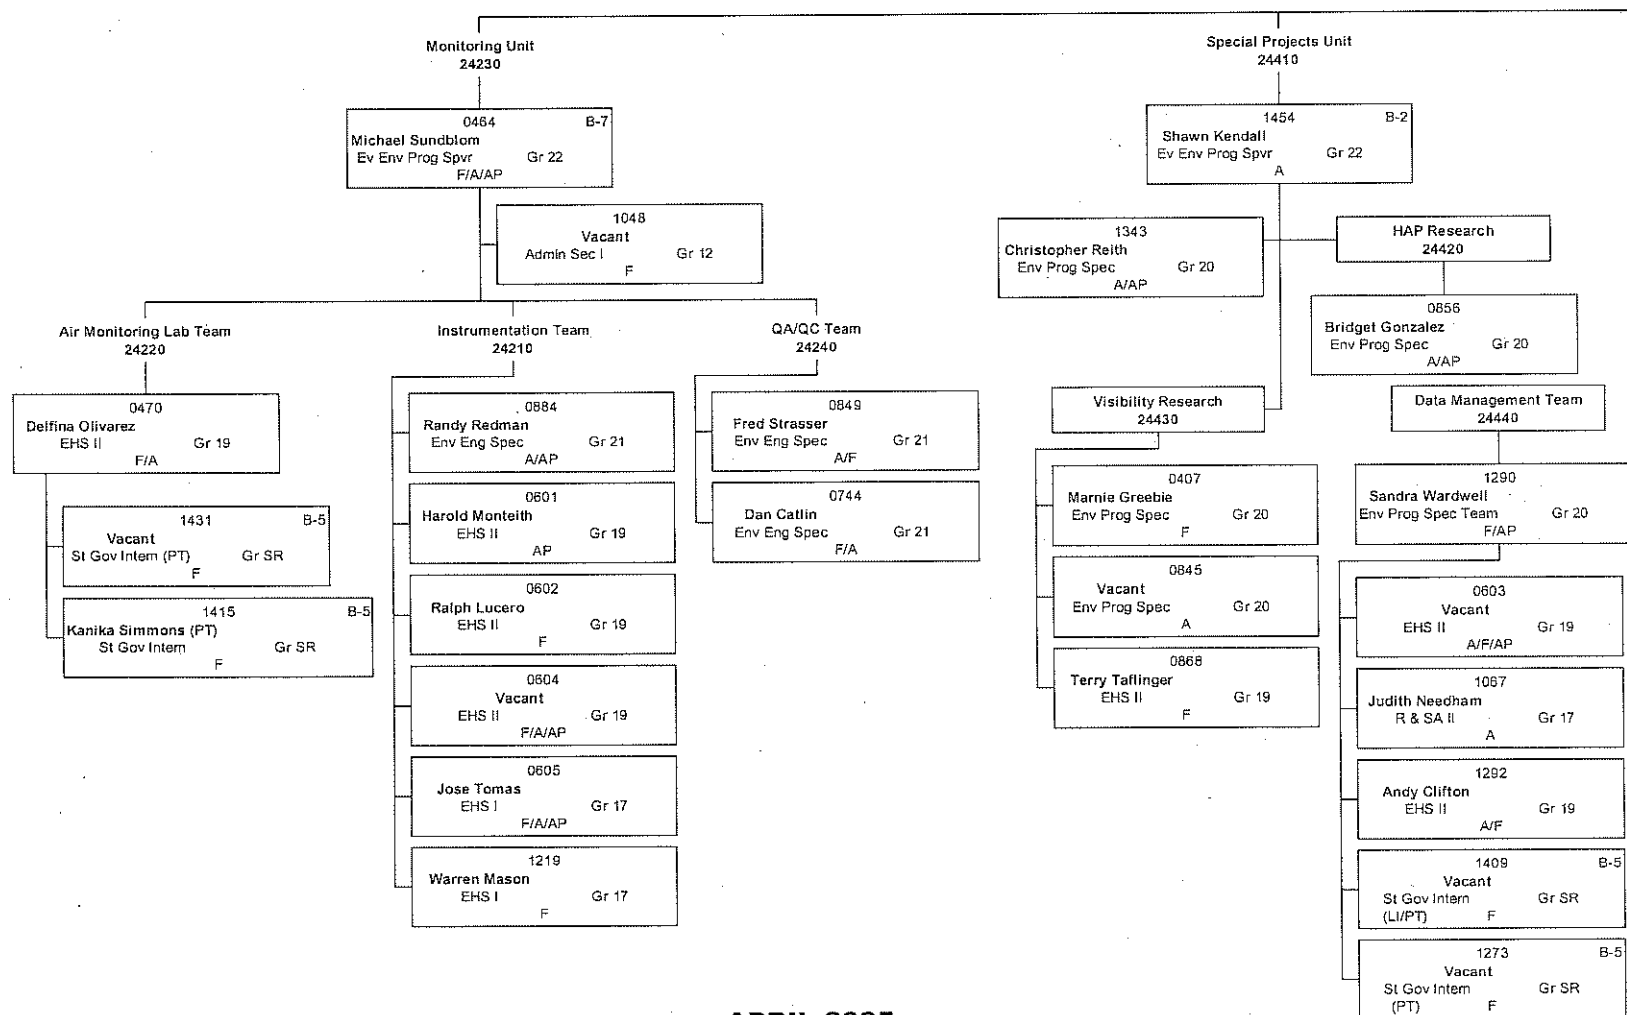 Monitoring Unit
24230
0464 B-7
Michael Sundblom
Ev Env Prog Spvr Gr 22
F/A/AP
1048
Vacant
Admin Sec I Gr 12
F
Air Monitoring Lab Team
24220
0470
Delfina Olivarez
EHS II Gr 19
F/A
1431 B-5
Vacant
St Gov Intern (PT) Gr SR
F
1415 B-5
Kanika Simmons (PT)
St Gov Intern Gr SR
F
Instrumentation Team
24210
0884
Randy Redman
Env Eng Spec Gr 21
A/AP
0601
Harold Monteith
EHS II Gr 19
AP
0602
Ralph Lucero
EHS II Gr 19
F
0604
Vacant
EHS II Gr 19
F/A/AP
0605
Jose Tomas
EHS I Gr 17
F/A/AP
1219
Warren Mason
EHS I Gr 17
F
QA/QC Team
24240
0849
Fred Strasser
Env Eng Spec Gr 21
A/F
0744
Dan Catlin
Env Eng Spec Gr 21
F/A
Special Projects Unit
24410
1454 B-2
Shawn Kendall
Ev Env Prog Spvr Gr 22
A
1343
Christopher Reith
Env Prog Spec Gr 20
A/AP
HAP Research
24420
0856
Bridget Gonzalez
Env Prog Spec Gr 20
A/AP
Visibility Research
24430
0407
Marnie Greebie
Env Prog Spec Gr 20
F
0845
Vacant
Env Prog Spec Gr 20
A
0868
Terry Taflinger
EHS II Gr 19
F
Data Management Team
24440
1290
Sandra Wardwell
Env Prog Spec Team Gr 20
F/AP
0603
Vacant
EHS II Gr 19
A/F/AP
1067
Judith Needham
R & SA II Gr 17
A
1292
Andy Clifton
EHS II Gr 19
A/F
1409 B-5
Vacant
St Gov Intern Gr SR
(LI/PT) F
1273 B-5
Vacant
St Gov Intern Gr SR
(PT) F